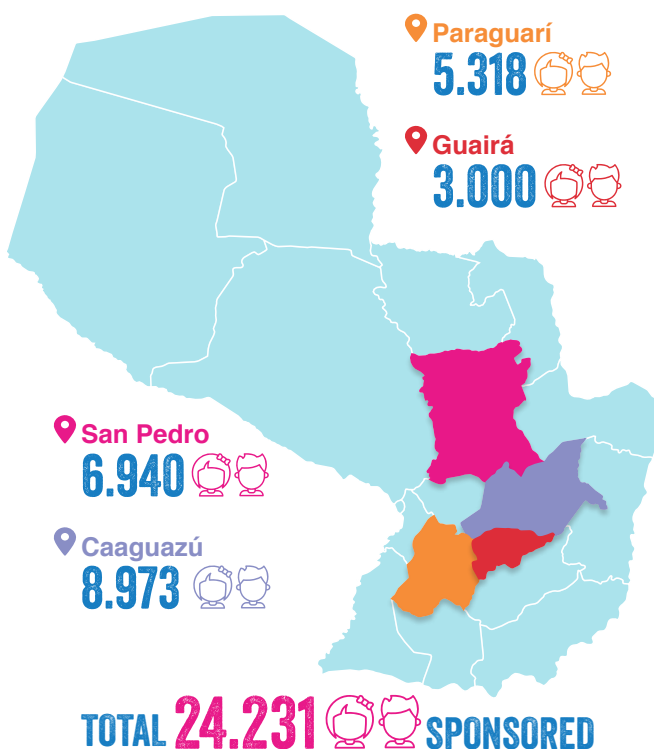 Paraguarí
5.318
Guairá
3.000
San Pedro
6.940
Caaguazú
8.973
TOTAL 24.231 SPONSORED